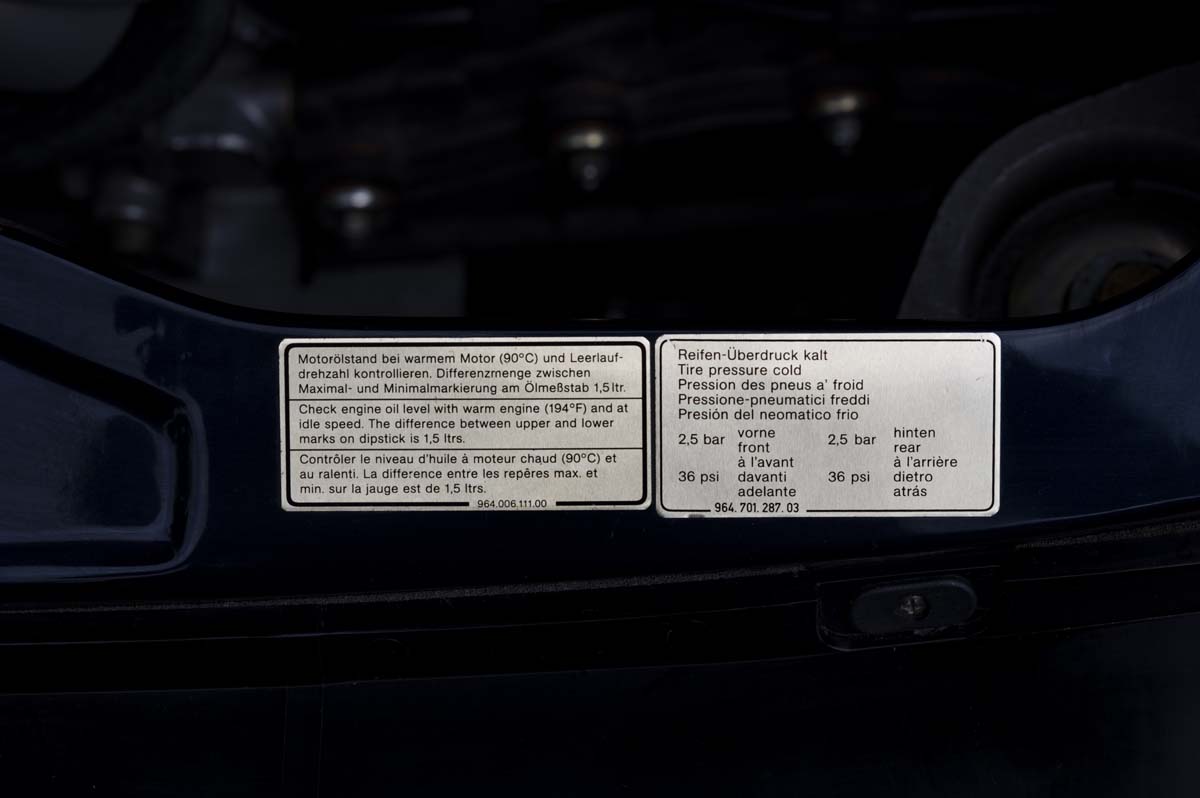 Motorölstand bei warmem Motor (90°C) und Leerlauf-
drehzahl kontrollieren. Differenzmenge zwischen
Maximal- und Minimalmarkierung am Ölmeßstab 1,5 ltr.
Check engine oil level with warm engine (194°F) and at
idle speed. The difference between upper and lower
marks on dipstick is 1,5 ltrs.
Contrôler le niveau d'huile à moteur chaud (90°C) et
au ralenti. La difference entre les repêres max. et
min. sur la jauge est de 1,5 ltrs.
964.006.111.00
Reifen-Überdruck kalt
Tire pressure cold
Pression des pneus a' froid
Pressione-pneumatici freddi
Presión del neomatico frio
2,5 bar vorne 2,5 bar hinten
front rear
à l'avant à l'arrière
36 psi davanti 36 psi dietro
adelante atrás
964. 701. 287. 03